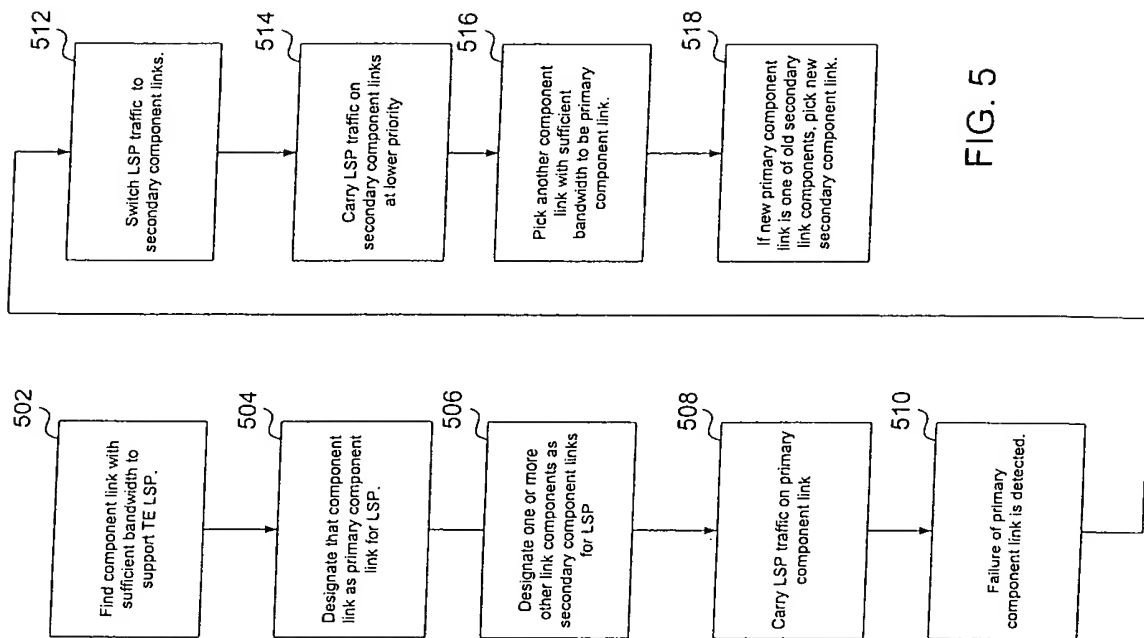 502
Find component link with
sufficient bandwidth to
support TE LSP.
504
Designate that component
link as primary component
link for LSP.
506
Designate one or more
other link components as
secondary component links
for LSP
508
Carry LSP traffic on primary
component link
510
Failure of primary
component link is detected.
512
Switch LSP traffic to
secondary component links.
514
Carry LSP traffic on
secondary component links
at lower priority
516
Pick another component
link with sufficient
bandwidth to be primary
component link.
518
If new primary component
link is one of old secondary
link components, pick new
secondary component link.
FIG. 5